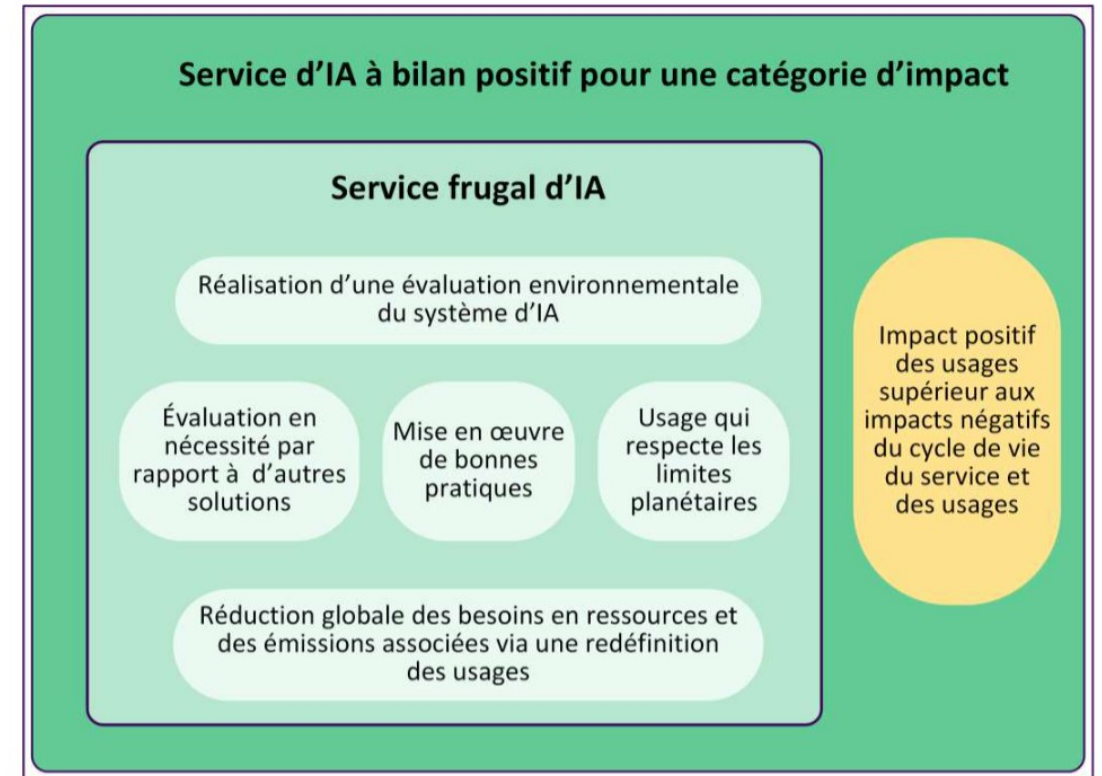 Service d’IA à bilan positif pour une catégorie d’impact
Service frugal d’IA
Réalisation d’une évaluation environnementale
du système d’IA
Évaluation en
nécessité par
rapport à d’autres
solutions
Mise en œuvre
de bonnes
pratiques
Usage qui
respecte les
limites
planétaires
Réduction globale des besoins en ressources et
des émissions associées via une redéfinition
des usages
Impact positif
des usages
supérieur aux
impacts négatifs
du cycle de vie
du service et
des usages